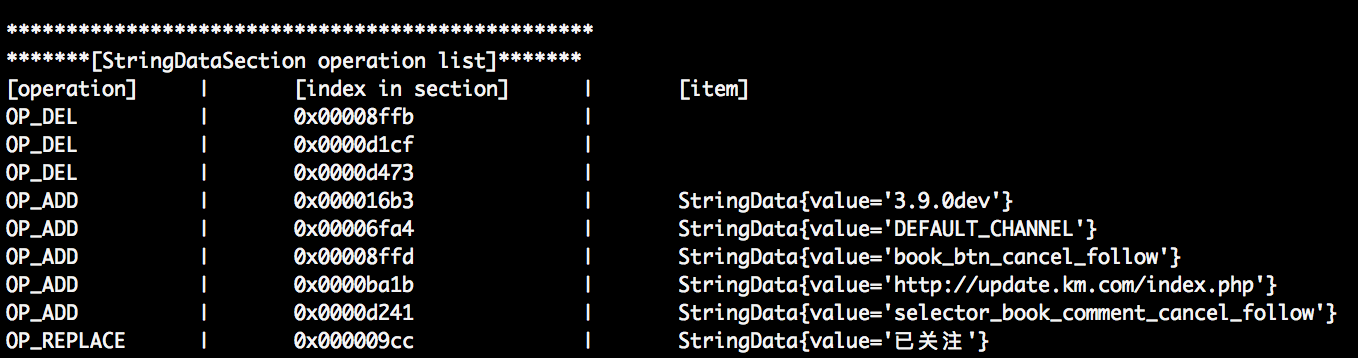 *************************************************
*******[StringDataSection operation list]*******
[operation] | [index in section] | [item]
OP_DEL | 0x00008ffb |
OP_DEL | 0x0000d1cf |
OP_DEL | 0x0000d473 |
OP_ADD | 0x000016b3 | StringData{value='3.9.0dev'}
OP_ADD | 0x00006fa4 | StringData{value='DEFAULT_CHANNEL'}
OP_ADD | 0x00008ffd | StringData{value='book_btn_cancel_follow'}
OP_ADD | 0x0000ba1b | StringData{value='http://update.km.com/index.php'}
OP_ADD | 0x0000d241 | StringData{value='selector_book_comment_cancel_follow'}
OP_REPLACE | 0x000009cc | StringData{value='已关注'}